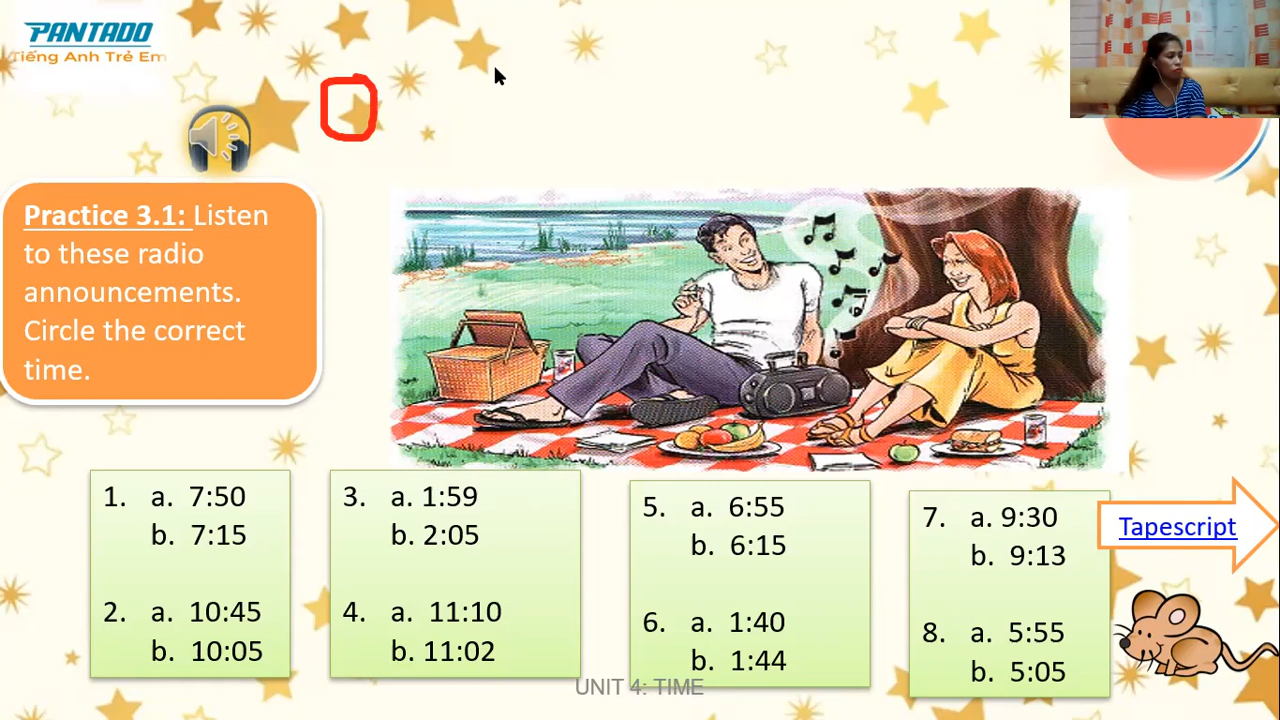 PANTADO
Tiếng Anh Trẻ Em
Practice 3.1: Listen
to these radio
announcements.
Circle the correct
time.
1. a. 7:50
b. 7:15
2. a. 10:45
b. 10:05
3. a. 1:59
b. 2:05
4. a. 11:10
b. 11:02
5. a. 6:55
b. 6:15
6. a. 1:40
b. 1:44
7. a. 9:30
b. 9:13
8. a. 5:55
b. 5:05
Tapescript
UNIT 4: TIME